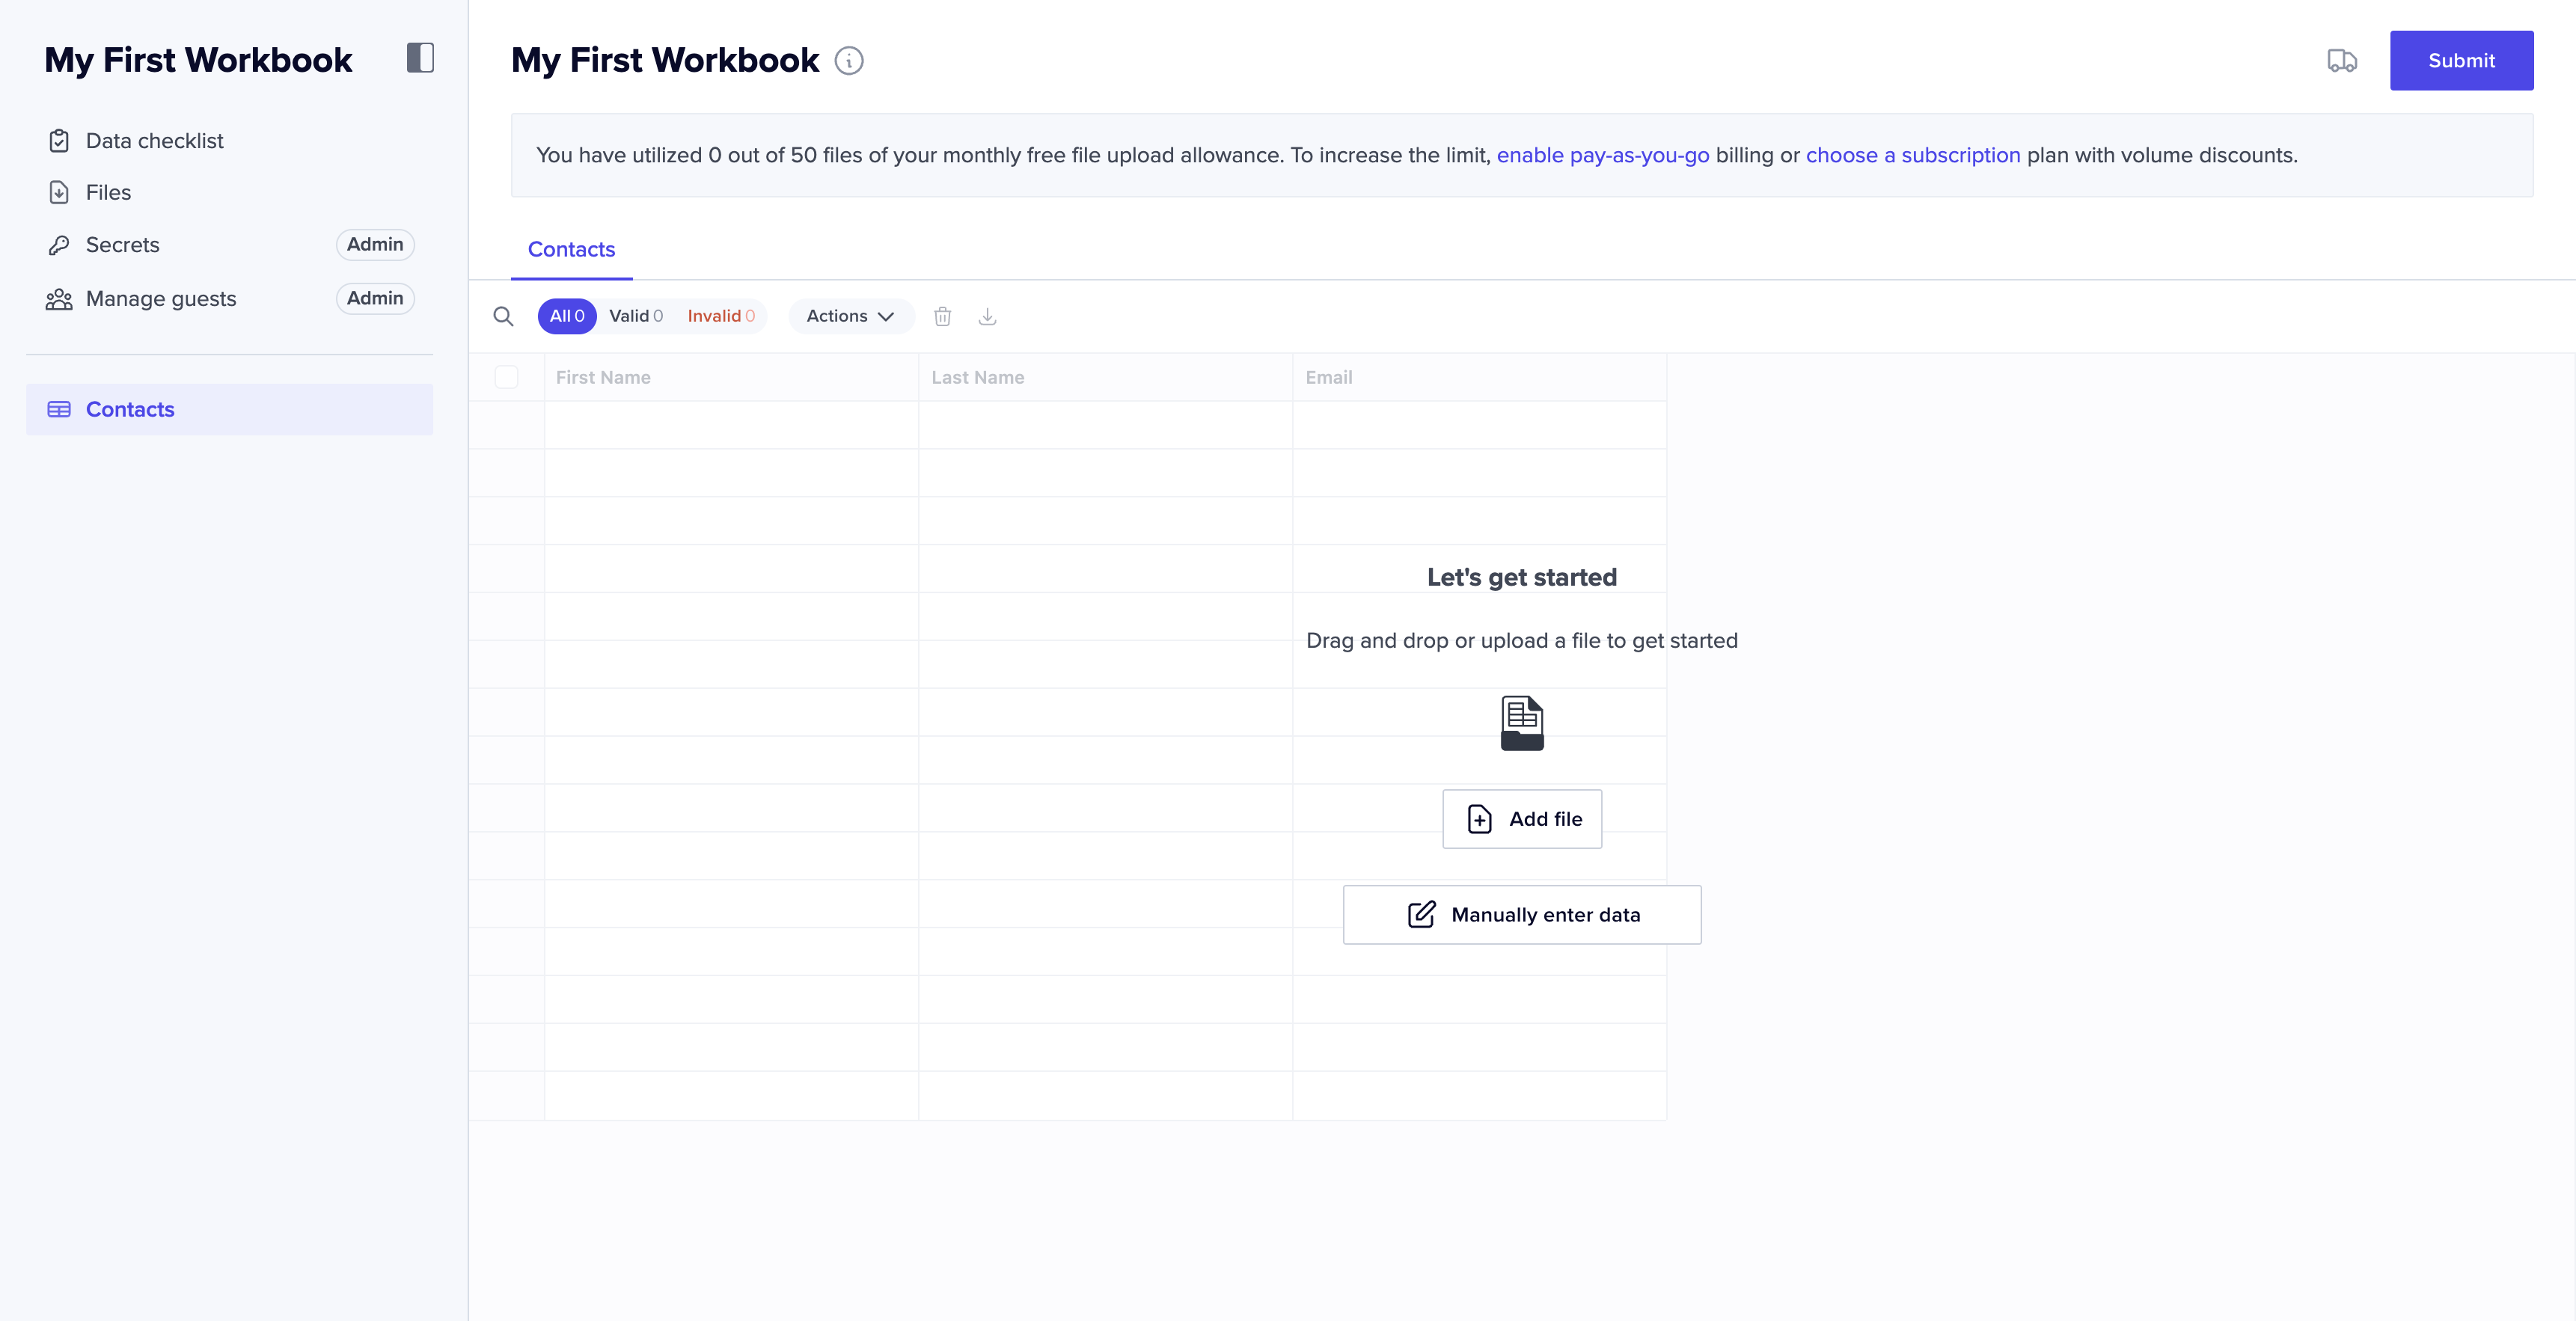 My First Workbook
Data checklist
Files
Secrets Admin
Manage guests Admin
Contacts
My First Workbook
Submit
You have utilized 0 out of 50 files of your monthly free file upload allowance. To increase the limit, enable pay-as-you-go billing or choose a subscription plan with volume discounts.
Contacts
All 0 Valid 0 Invalid 0 Actions
First Name Last Name Email
Let's get started
Drag and drop or upload a file to get started
Add file
Manually enter data